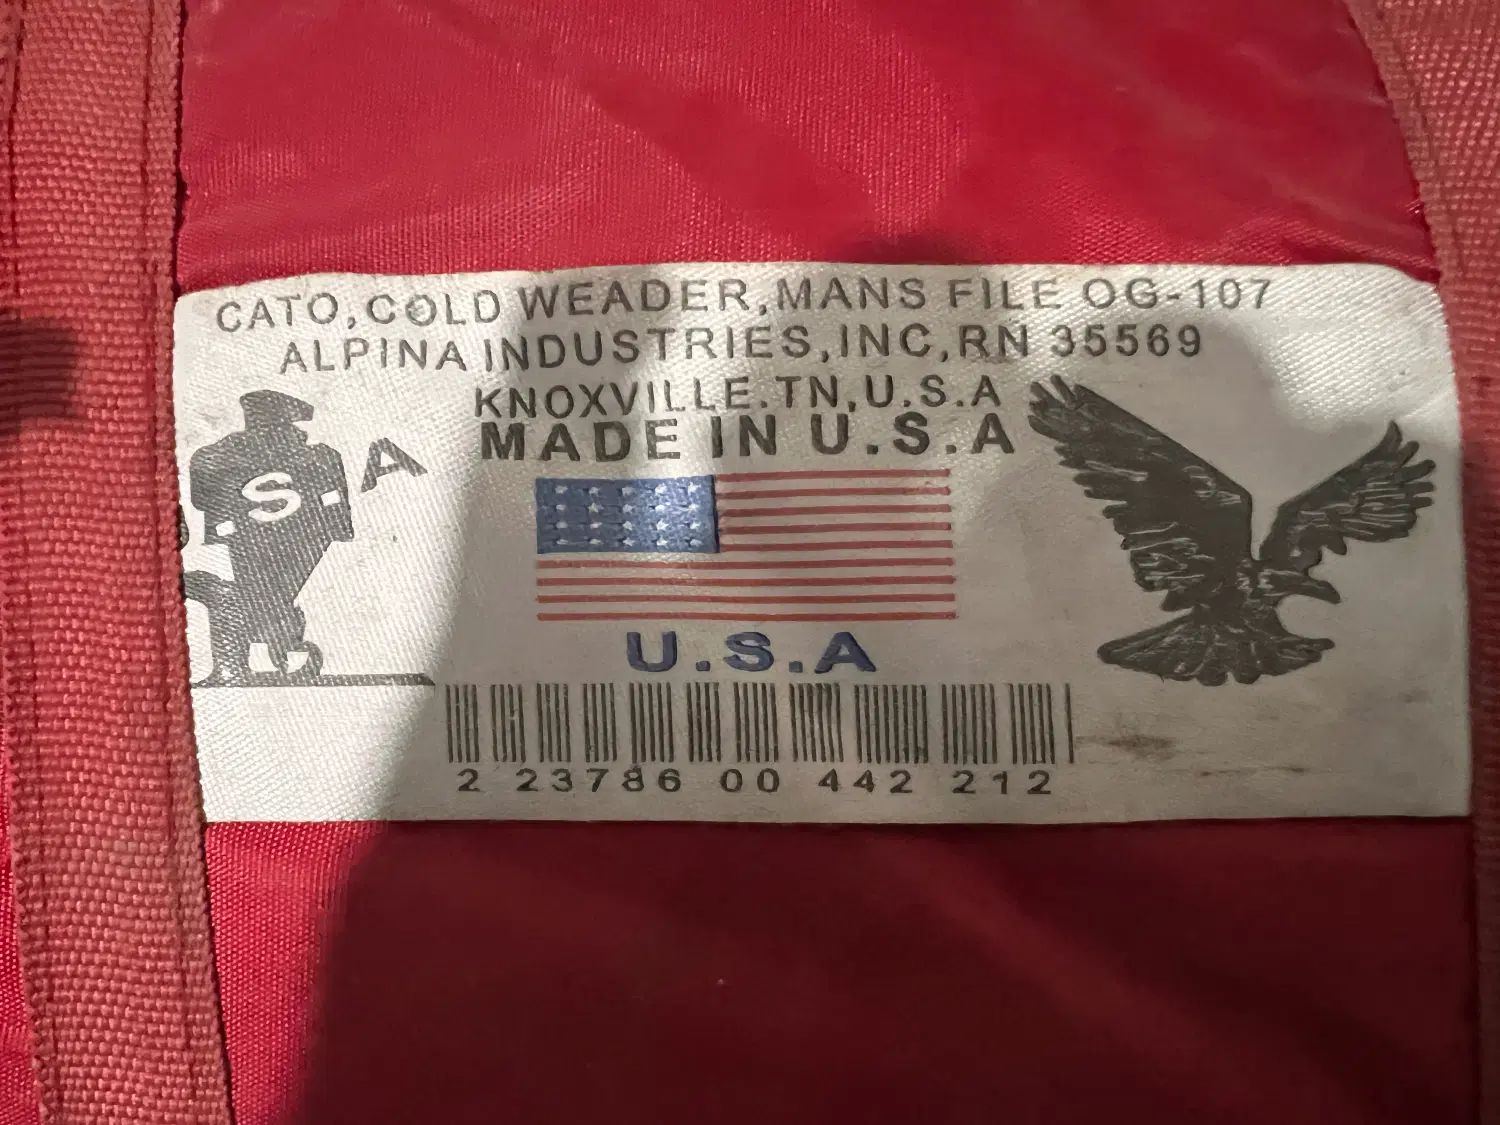 CATO,COLD WEADER,MANS FILE OG-107
ALPINA INDUSTRIES,INC,RN 35569
KNOXVILLE.TN,U.S.A
MADE IN U.S.A
.S.A
U.S.A
2 23786 00 442 212